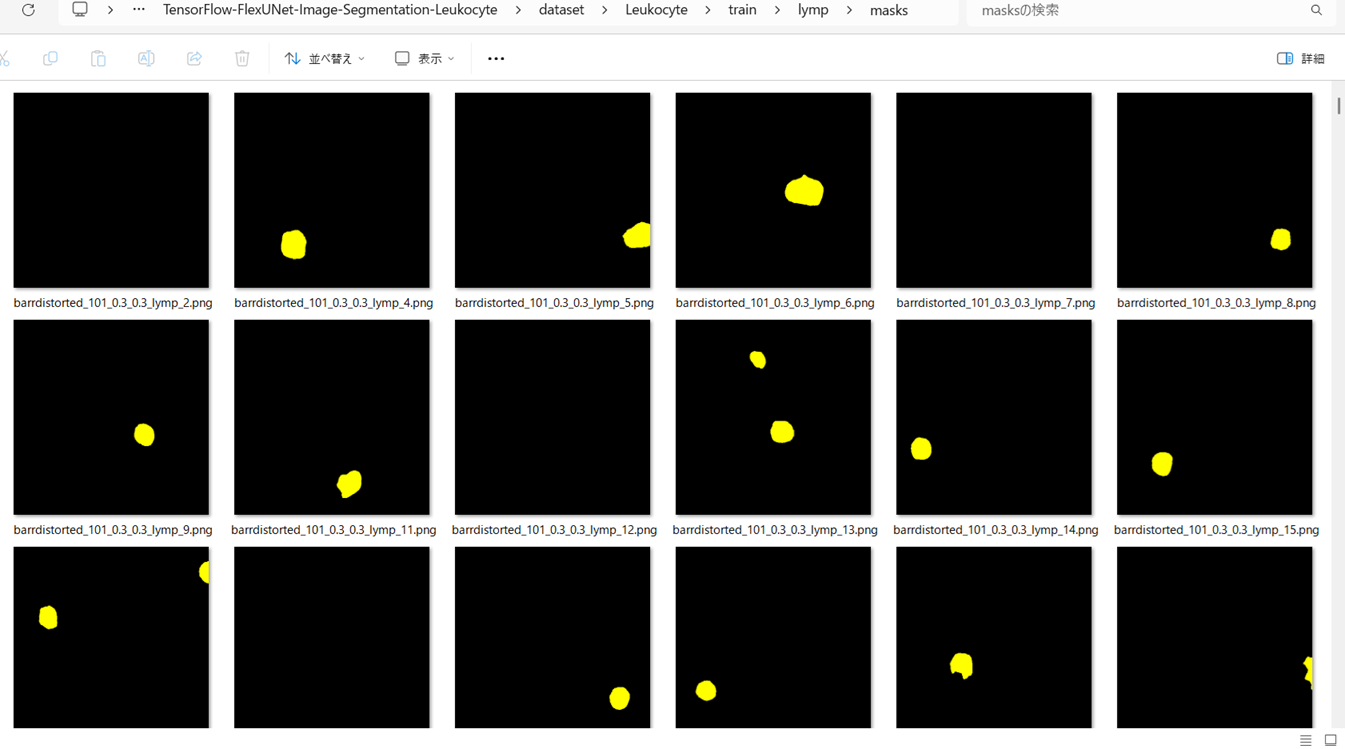 … TensorFlow-FlexUNet-Image-Segmentation-Leukocyte > dataset > Leukocyte > train > lymp > masks masksの検索
並べ替え 表示 … 詳細
barrdistorted_101_0.3_0.3_lymp_2.png barrdistorted_101_0.3_0.3_lymp_4.png barrdistorted_101_0.3_0.3_lymp_5.png barrdistorted_101_0.3_0.3_lymp_6.png barrdistorted_101_0.3_0.3_lymp_7.png barrdistorted_101_0.3_0.3_lymp_8.png
barrdistorted_101_0.3_0.3_lymp_9.png barrdistorted_101_0.3_0.3_lymp_11.png barrdistorted_101_0.3_0.3_lymp_12.png barrdistorted_101_0.3_0.3_lymp_13.png barrdistorted_101_0.3_0.3_lymp_14.png barrdistorted_101_0.3_0.3_lymp_15.png